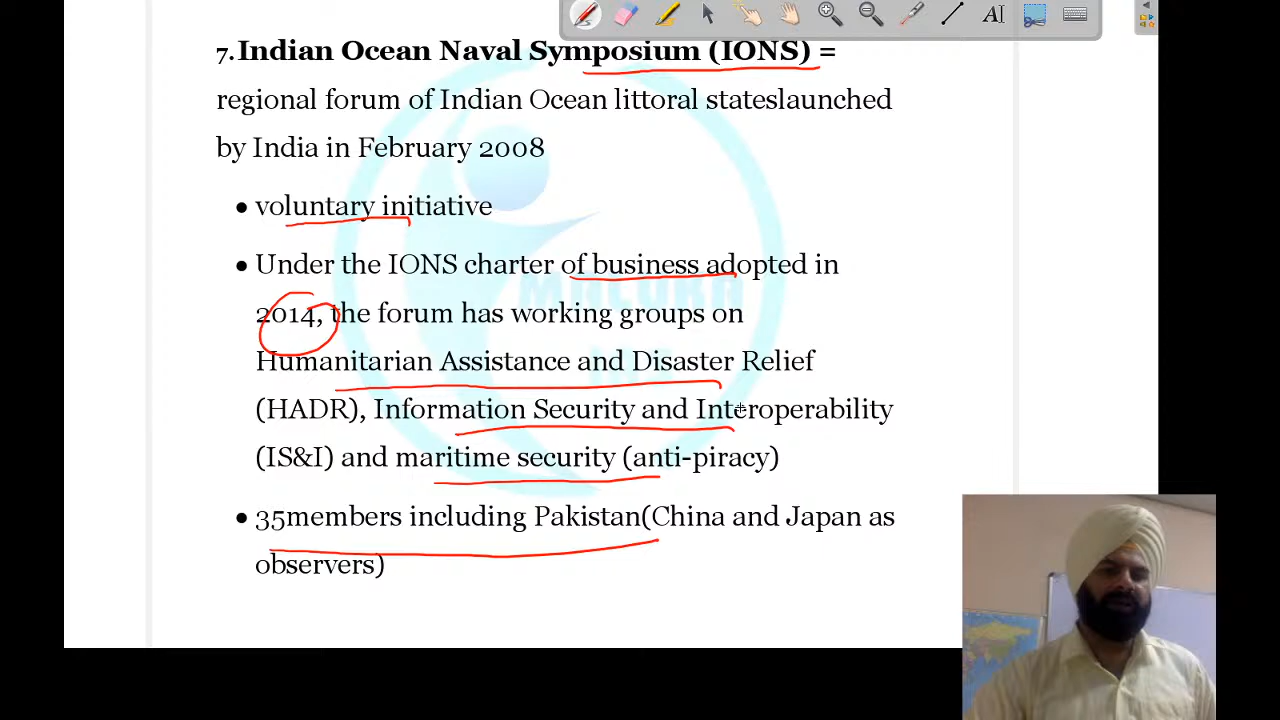 7.Indian Ocean Naval Symposium (IONS) =
regional forum of Indian Ocean littoral stateslaunched
by India in February 2008
• voluntary initiative
• Under the IONS charter of business adopted in
2014, the forum has working groups on
Humanitarian Assistance and Disaster Relief
(HADR), Information Security and Interoperability
(IS&I) and maritime security (anti-piracy)
• 35members including Pakistan(China and Japan as
observers)